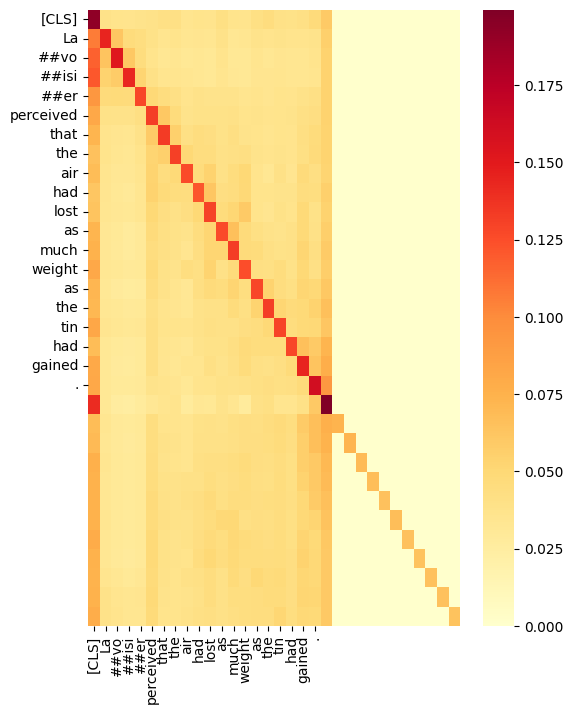 [CLS]
La
##vo
##isi
##er
perceived
that
the
air
had
lost
as
much
weight
as
the
tin
had
gained
.
0.175
0.150
0.125
0.100
0.075
0.050
0.025
0.000
[CLS]
La
##vo
##isi
##er
perceived
that
the
air
had
lost
as
much
weight
as
the
tin
had
gained
.